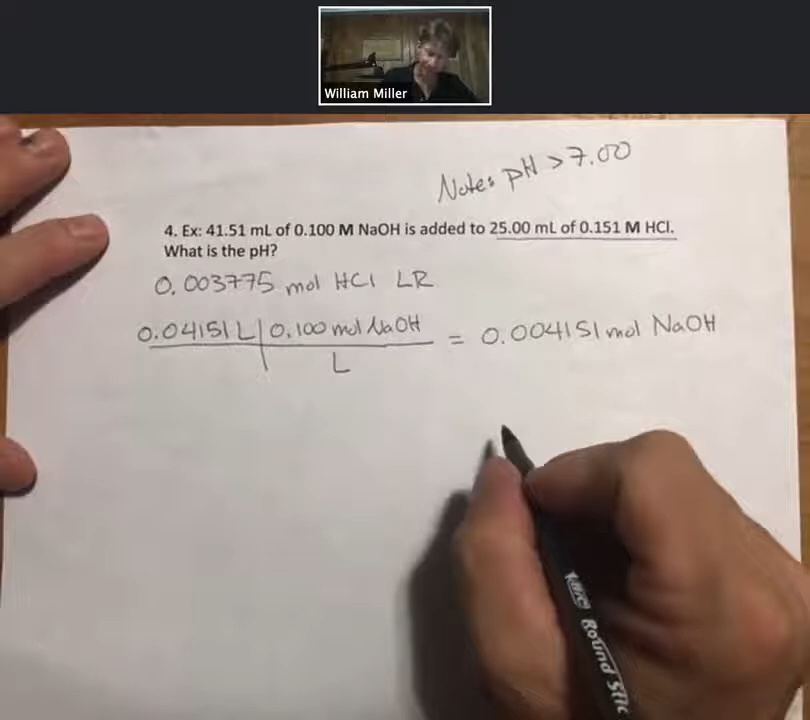 William Miller
Note: pH > 7.00
4. Ex: 41.51 mL of 0.100 M NaOH is added to 25.00 mL of 0.151 M HCl.
What is the pH?
0.003775 mol HCl LR
0.04151 L | 0.100 mol NaOH = 0.004151 mol NaOH
L
BIC Round Stic